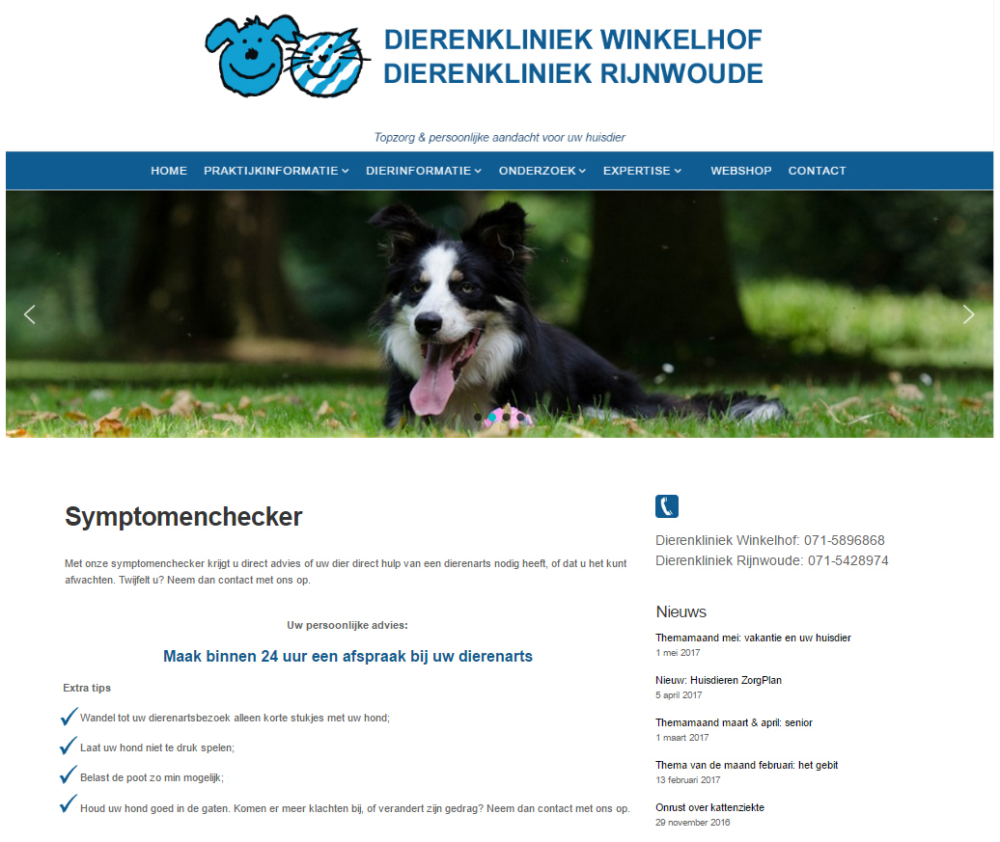 DIERENKLINIEK WINKELHOF
DIERENKLINIEK RIJNWOUDE
Topzorg & persoonlijke aandacht voor uw huisdier
HOME PRAKTIJKINFORMATIE DIERINFORMATIE ONDERZOEK EXPERTISE WEBSHOP CONTACT
Symptomenchecker
Met onze symptomenchecker krijgt u direct advies of uw dier direct hulp van een dierenarts nodig heeft, of dat u het kunt
afwachten. Twijfelt u? Neem dan contact met ons op.
Uw persoonlijke advies:
Maak binnen 24 uur een afspraak bij uw dierenarts
Extra tips
Wandel tot uw dierenartsbezoek alleen korte stukjes met uw hond;
Laat uw hond niet te druk spelen;
Belast de poot zo min mogelijk;
Houd uw hond goed in de gaten. Komen er meer klachten bij, of verandert zijn gedrag? Neem dan contact met ons op.
Dierenkliniek Winkelhof: 071-5896868
Dierenkliniek Rijnwoude: 071-5428974
Nieuws
Themamaand mei: vakantie en uw huisdier
1 mei 2017
Nieuw: Huisdieren ZorgPlan
5 april 2017
Themamaand maart & april: senior
1 maart 2017
Thema van de maand februari: het gebit
13 februari 2017
Onrust over kattenziekte
29 november 2016